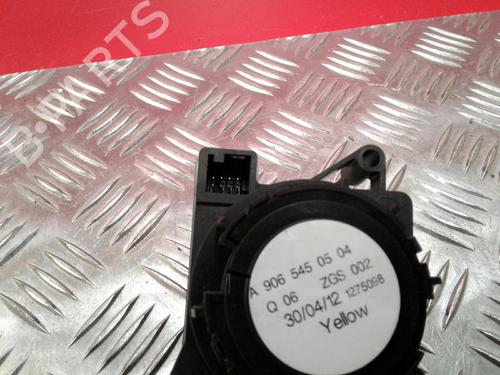 B-PARTS
A 906 545 05 04
Q 06 ZGS 002
30/04/12 1275098
Yellow